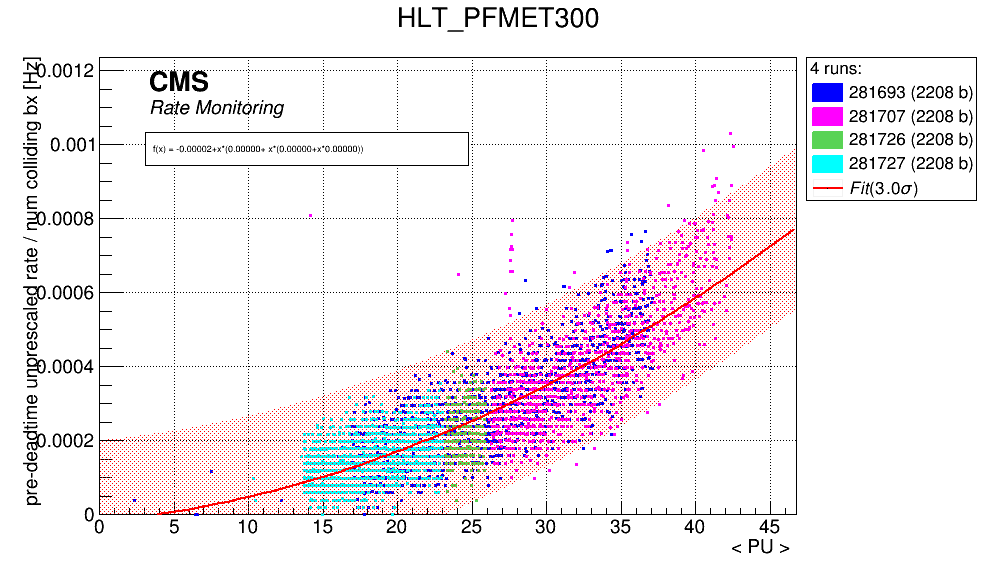 HLT_PFMET300
pre-deadtime unprescaled rate / num colliding bx [Hz]
0.0012
0.001
0.0008
0.0006
0.0004
0.0002
0
CMS
Rate Monitoring
f(x) = -0.00002+x*(0.00000+ x*(0.00000+x*0.00000))
4 runs:
281693 (2208 b)
281707 (2208 b)
281726 (2208 b)
281727 (2208 b)
Fit(3.0σ)
0 5 10 15 20 25 30 35 40 45
< PU >